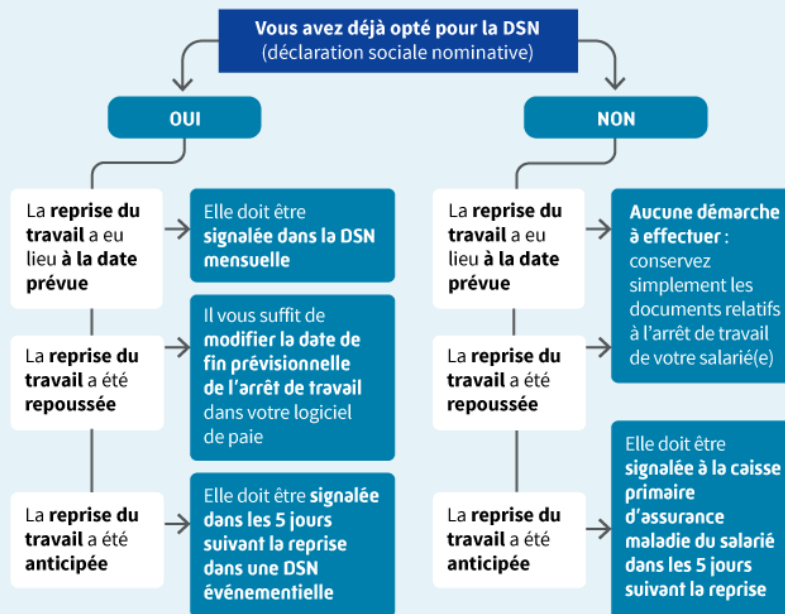 Vous avez déjà opté pour la DSN
(déclaration sociale nominative)
OUI
La reprise du
travail a eu
lieu à la date
prévue
Elle doit être
signalée dans la DSN
mensuelle
La reprise du
travail a été
repoussée
Il vous suffit de
modifier la date de
fin prévisionnelle
de l'arrêt de travail
dans votre logiciel
de paie
La reprise du
travail a été
anticipée
Elle doit être signalée
dans les 5 jours
suivant la reprise
dans une DSN
événementielle
NON
La reprise du
travail a eu
lieu à la date
prévue
Aucune démarche
à effectuer :
conservez
simplement les
documents relatifs
à l'arrêt de travail
de votre salarié(e)
La reprise du
travail a été
repoussée
La reprise du
travail a été
anticipée
Elle doit être
signalée à la caisse
primaire
d'assurance
maladie du salarié
dans les 5 jours
suivant la reprise